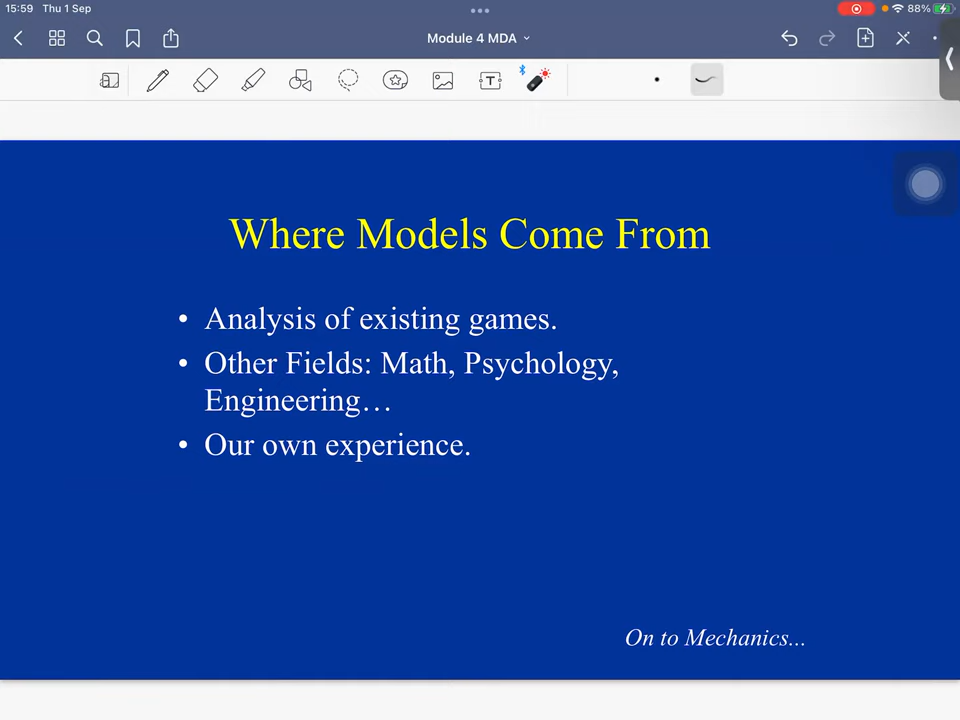 15:59 Thu 1 Sep
88%
Module 4 MDA
T
Where Models Come From
• Analysis of existing games.
• Other Fields: Math, Psychology,
Engineering…
• Our own experience.
On to Mechanics...